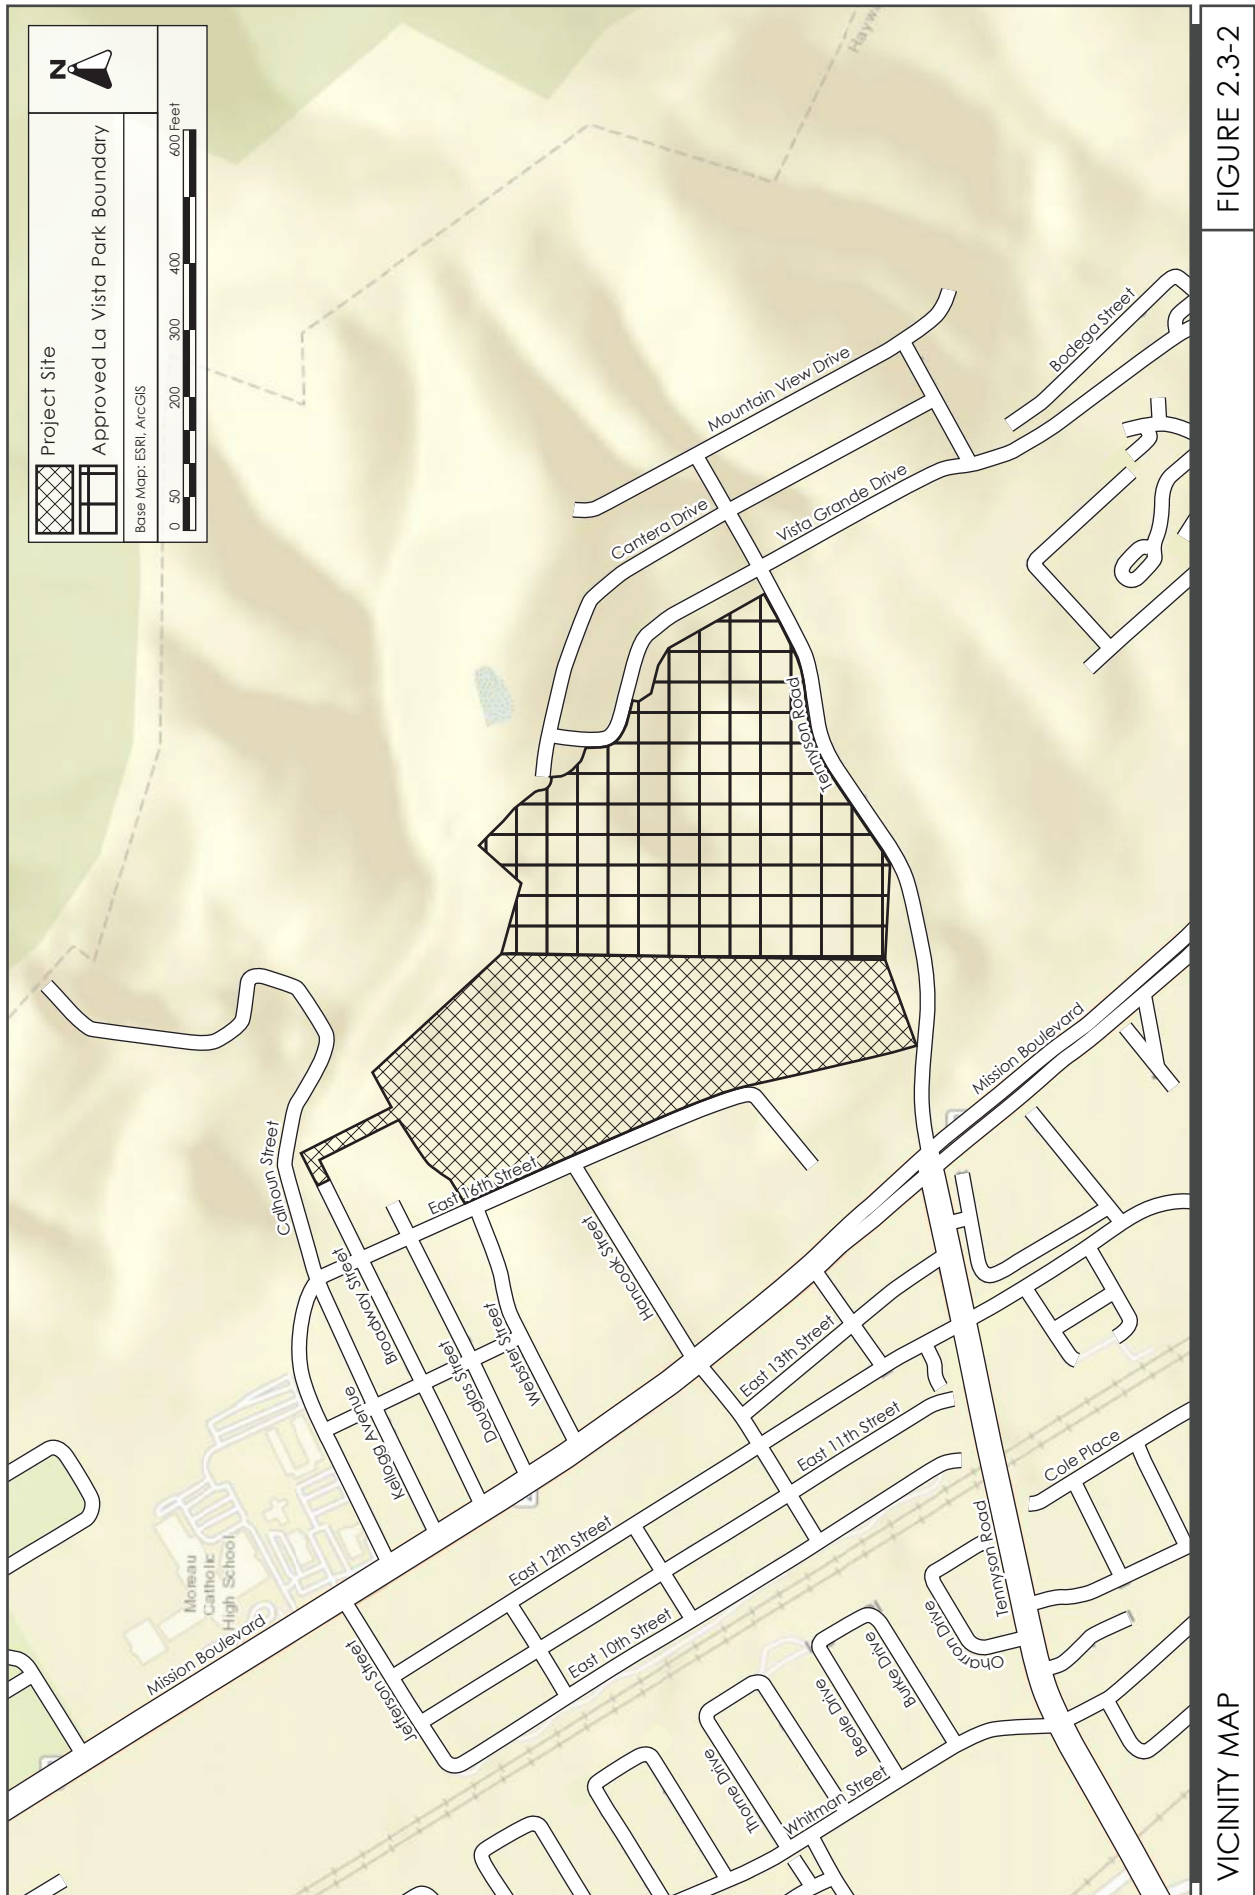 Project Site
Approved La Vista Park Boundary
N
Base Map: ESRI, ArcGIS
0 50 200 300 400 600 Feet
Hayw
Mountain View Drive
Cantera Drive
Vista Grande Drive
Bodega Street
Tennyson Road
Calhoun Street
East 16th Street
Mission Boulevard
Broadway Street
Hancock Street
Kellogg Avenue
Douglas Street
Webster Street
East 13th Street
East 11th Street
Cole Place
Moreau
Catholic
High School
East 12th Street
Mission Boulevard
Jefferson Street
East 10th Street
Tennyson Road
Oharron Drive
Burke Drive
Beale Drive
Thorne Drive
Whitman Street
VICINITY MAP
FIGURE 2.3-2